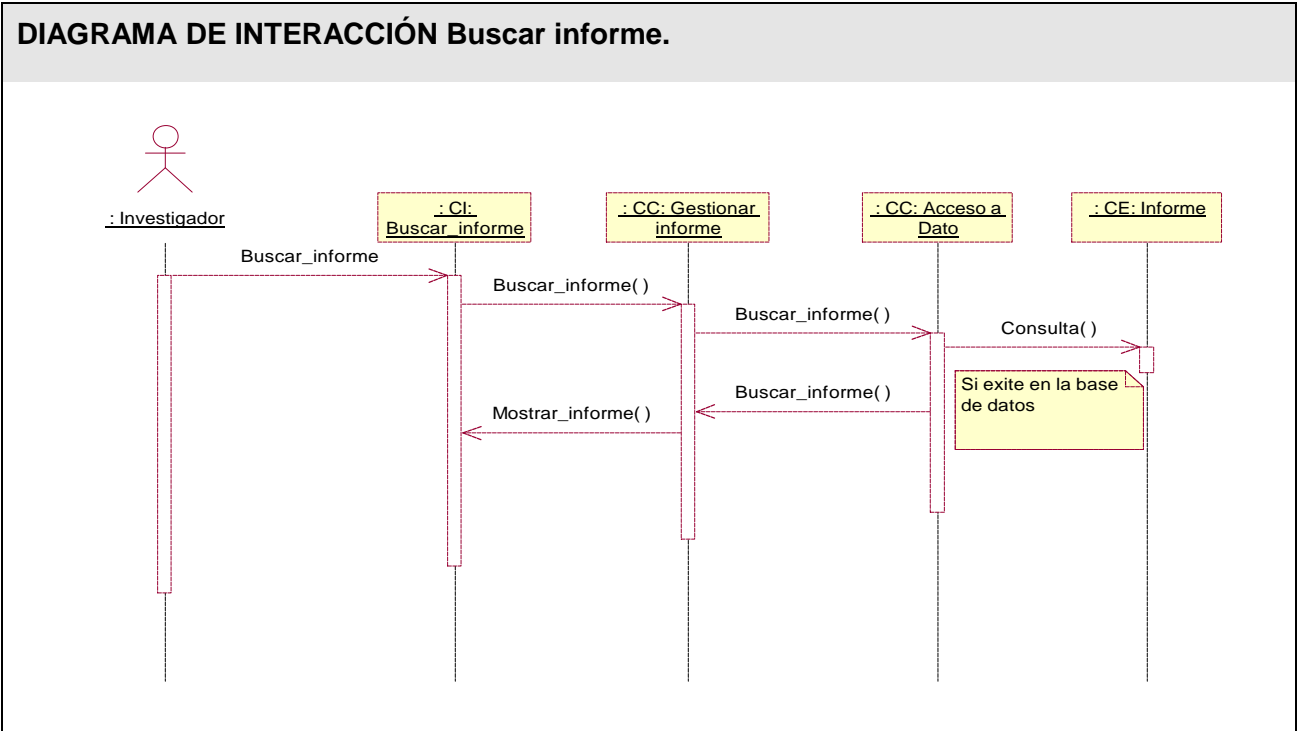 DIAGRAMA DE INTERACCIÓN Buscar informe.
: Investigador
: CI:
Buscar_informe
: CC: Gestionar
informe
: CC: Acceso a
Dato
: CE: Informe
Buscar_informe
Buscar_informe( )
Buscar_informe( )
Consulta( )
Si exite en la base
de datos
Buscar_informe( )
Mostrar_informe( )